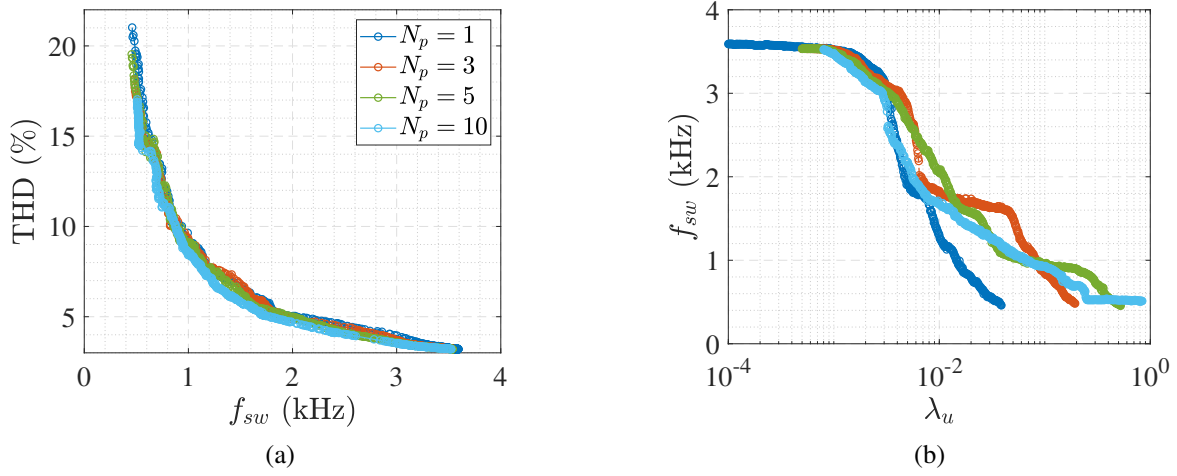 20
15
10
5
THD (%)
0
1
2
3
4
f_sw (kHz)
N_p = 1
N_p = 3
N_p = 5
N_p = 10
(a)
4
3
2
1
0
f_sw (kHz)
10^-4
10^-2
10^0
λ_u
(b)